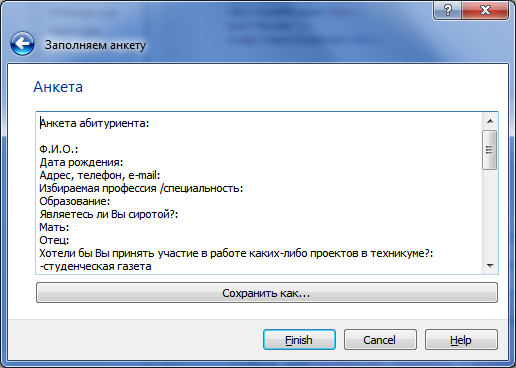 Заполняем анкету
Анкета
Анкета абитуриента:
Ф.И.О.:
Дата рождения:
Адрес, телефон, e-mail:
Избираемая профессия /специальность:
Образование:
Являетесь ли Вы сиротой?:
Мать:
Отец:
Хотели бы Вы принять участие в работе каких-либо проектов в техникуме?:
-студенческая газета
Сохранить как...
Finish Cancel Help